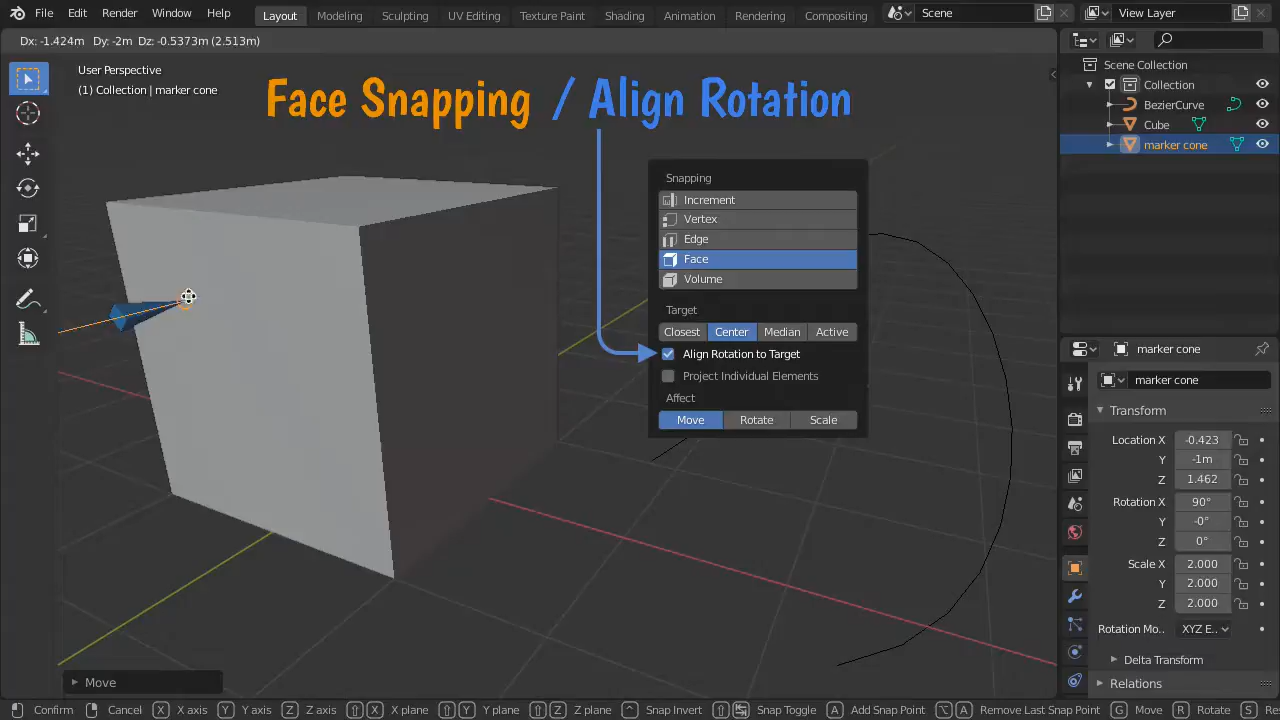 File Edit Render Window Help Layout Modeling Sculpting UV Editing Texture Paint Shading Animation Rendering Compositing Scene View Layer
Dx: -1.424m Dy: -2m Dz: -0.5373m (2.513m)
User Perspective
(1) Collection | marker cone
Face Snapping / Align Rotation
Snapping
Increment
Vertex
Edge
Face
Volume
Target
Closest Center Median Active
Align Rotation to Target
Project Individual Elements
Affect
Move Rotate Scale
Scene Collection
Collection
BezierCurve
Cube
marker cone
marker cone
marker cone
Transform
Location X -0.423
Y -1m
Z 1.462
Rotation X 90°
Y -0°
Z 0°
Scale X 2.000
Y 2.000
Z 2.000
Rotation Mo.. XYZ E..
Delta Transform
Relations
Move
Confirm Cancel X X axis Y Y axis Z Z axis X X plane Y Y plane Z Z plane ^ Snap Invert Snap Toggle A Add Snap Point A Remove Last Snap Point G Move R Rotate S Res